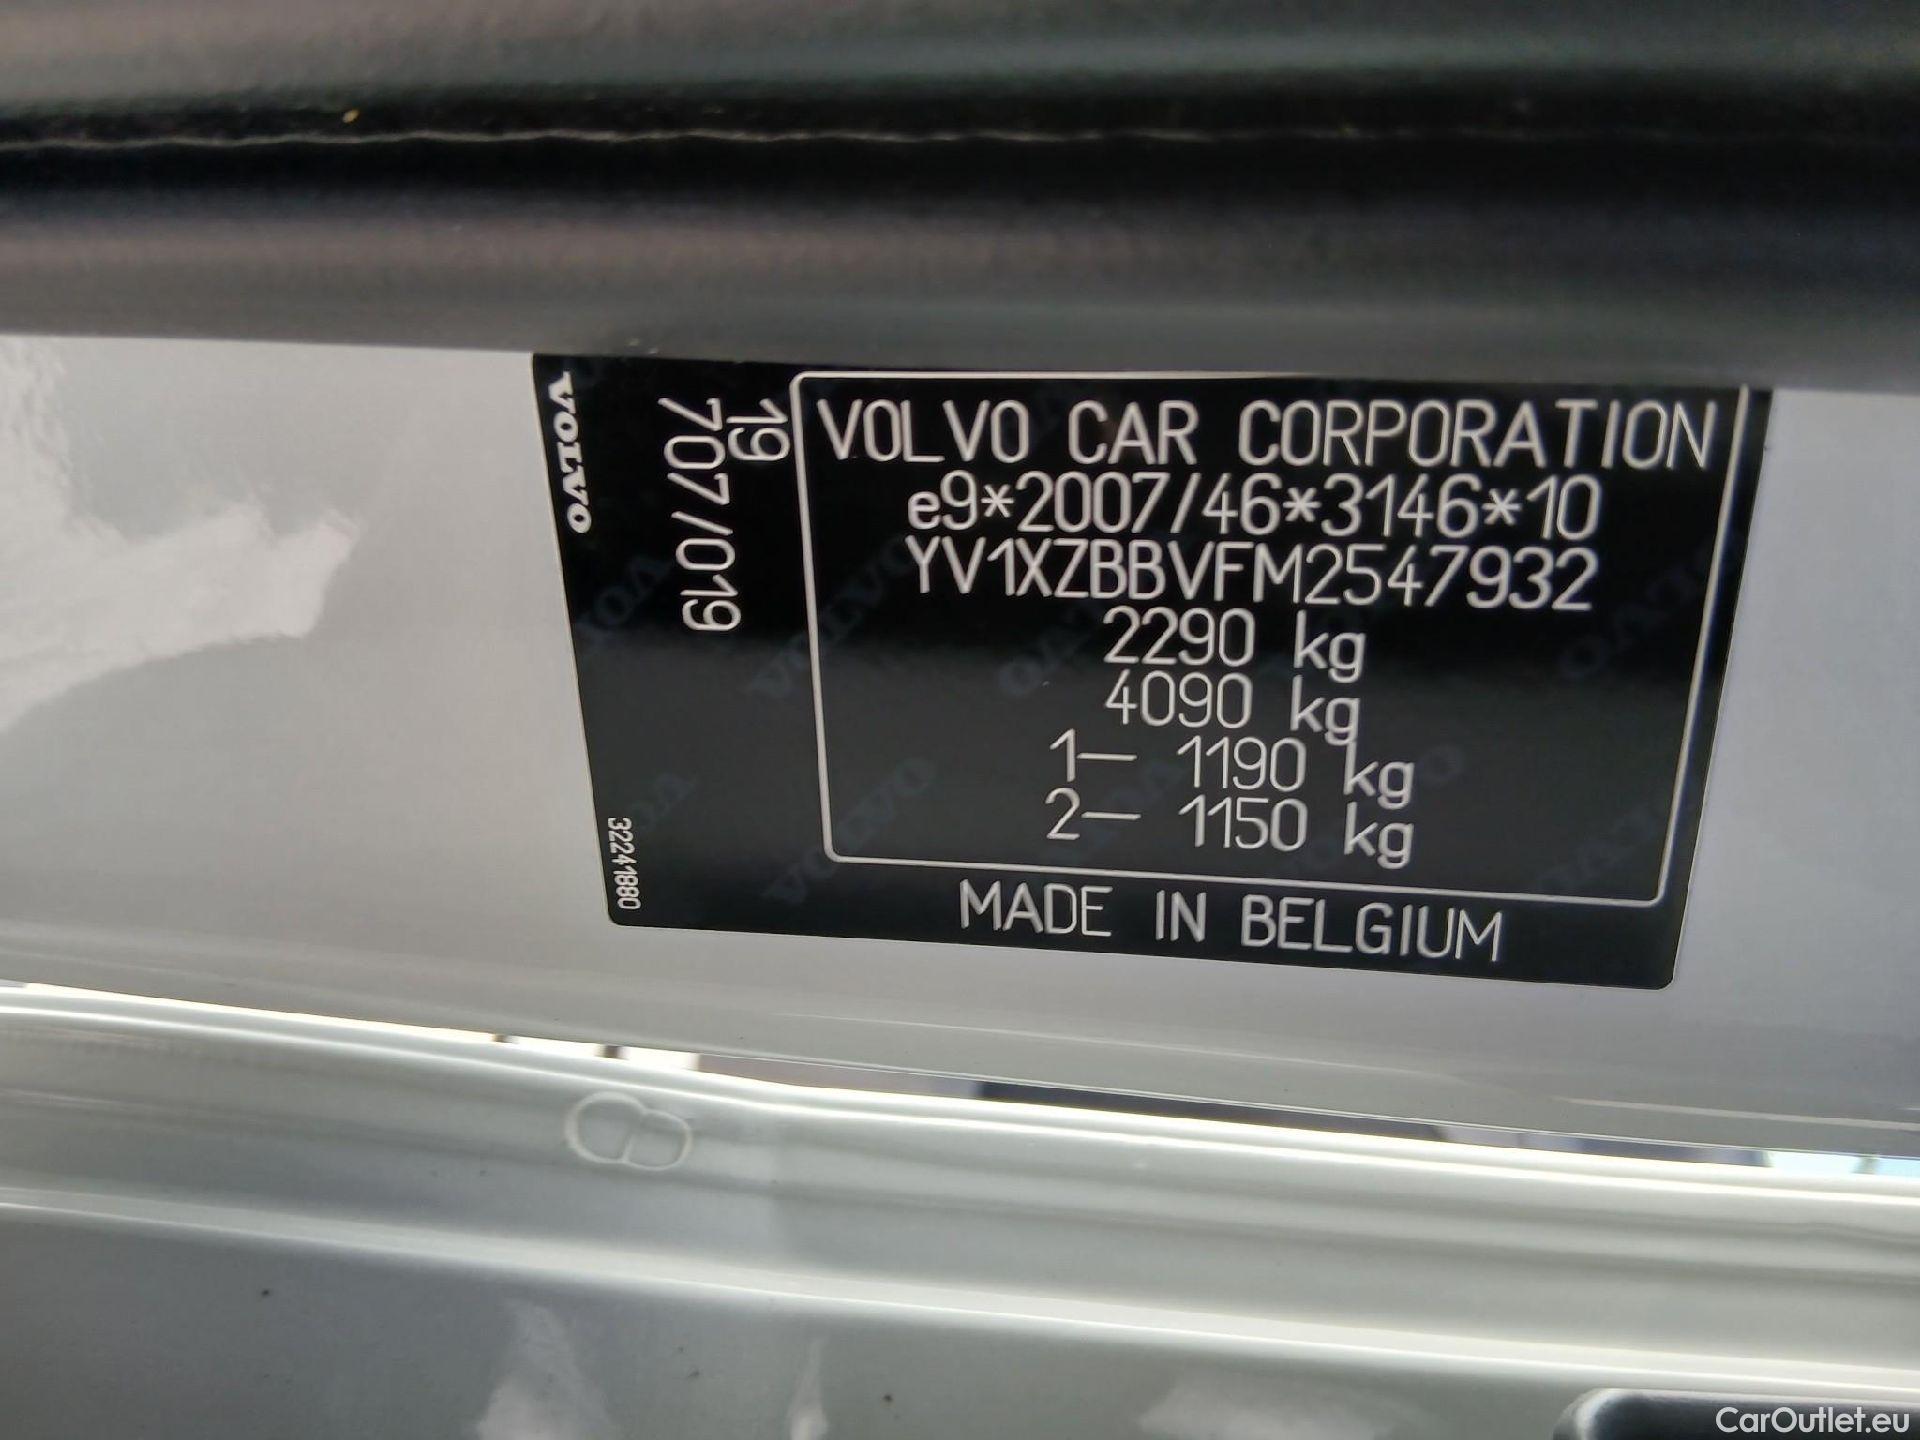 VOLVO
19
707/019
32241880
VOLVO CAR CORPORATION
e9*2007/46*3146*10
YV1XZBBVFM2547932
2290 kg
4090 kg
1— 1190 kg
2— 1150 kg
MADE IN BELGIUM
CarOutlet.eu